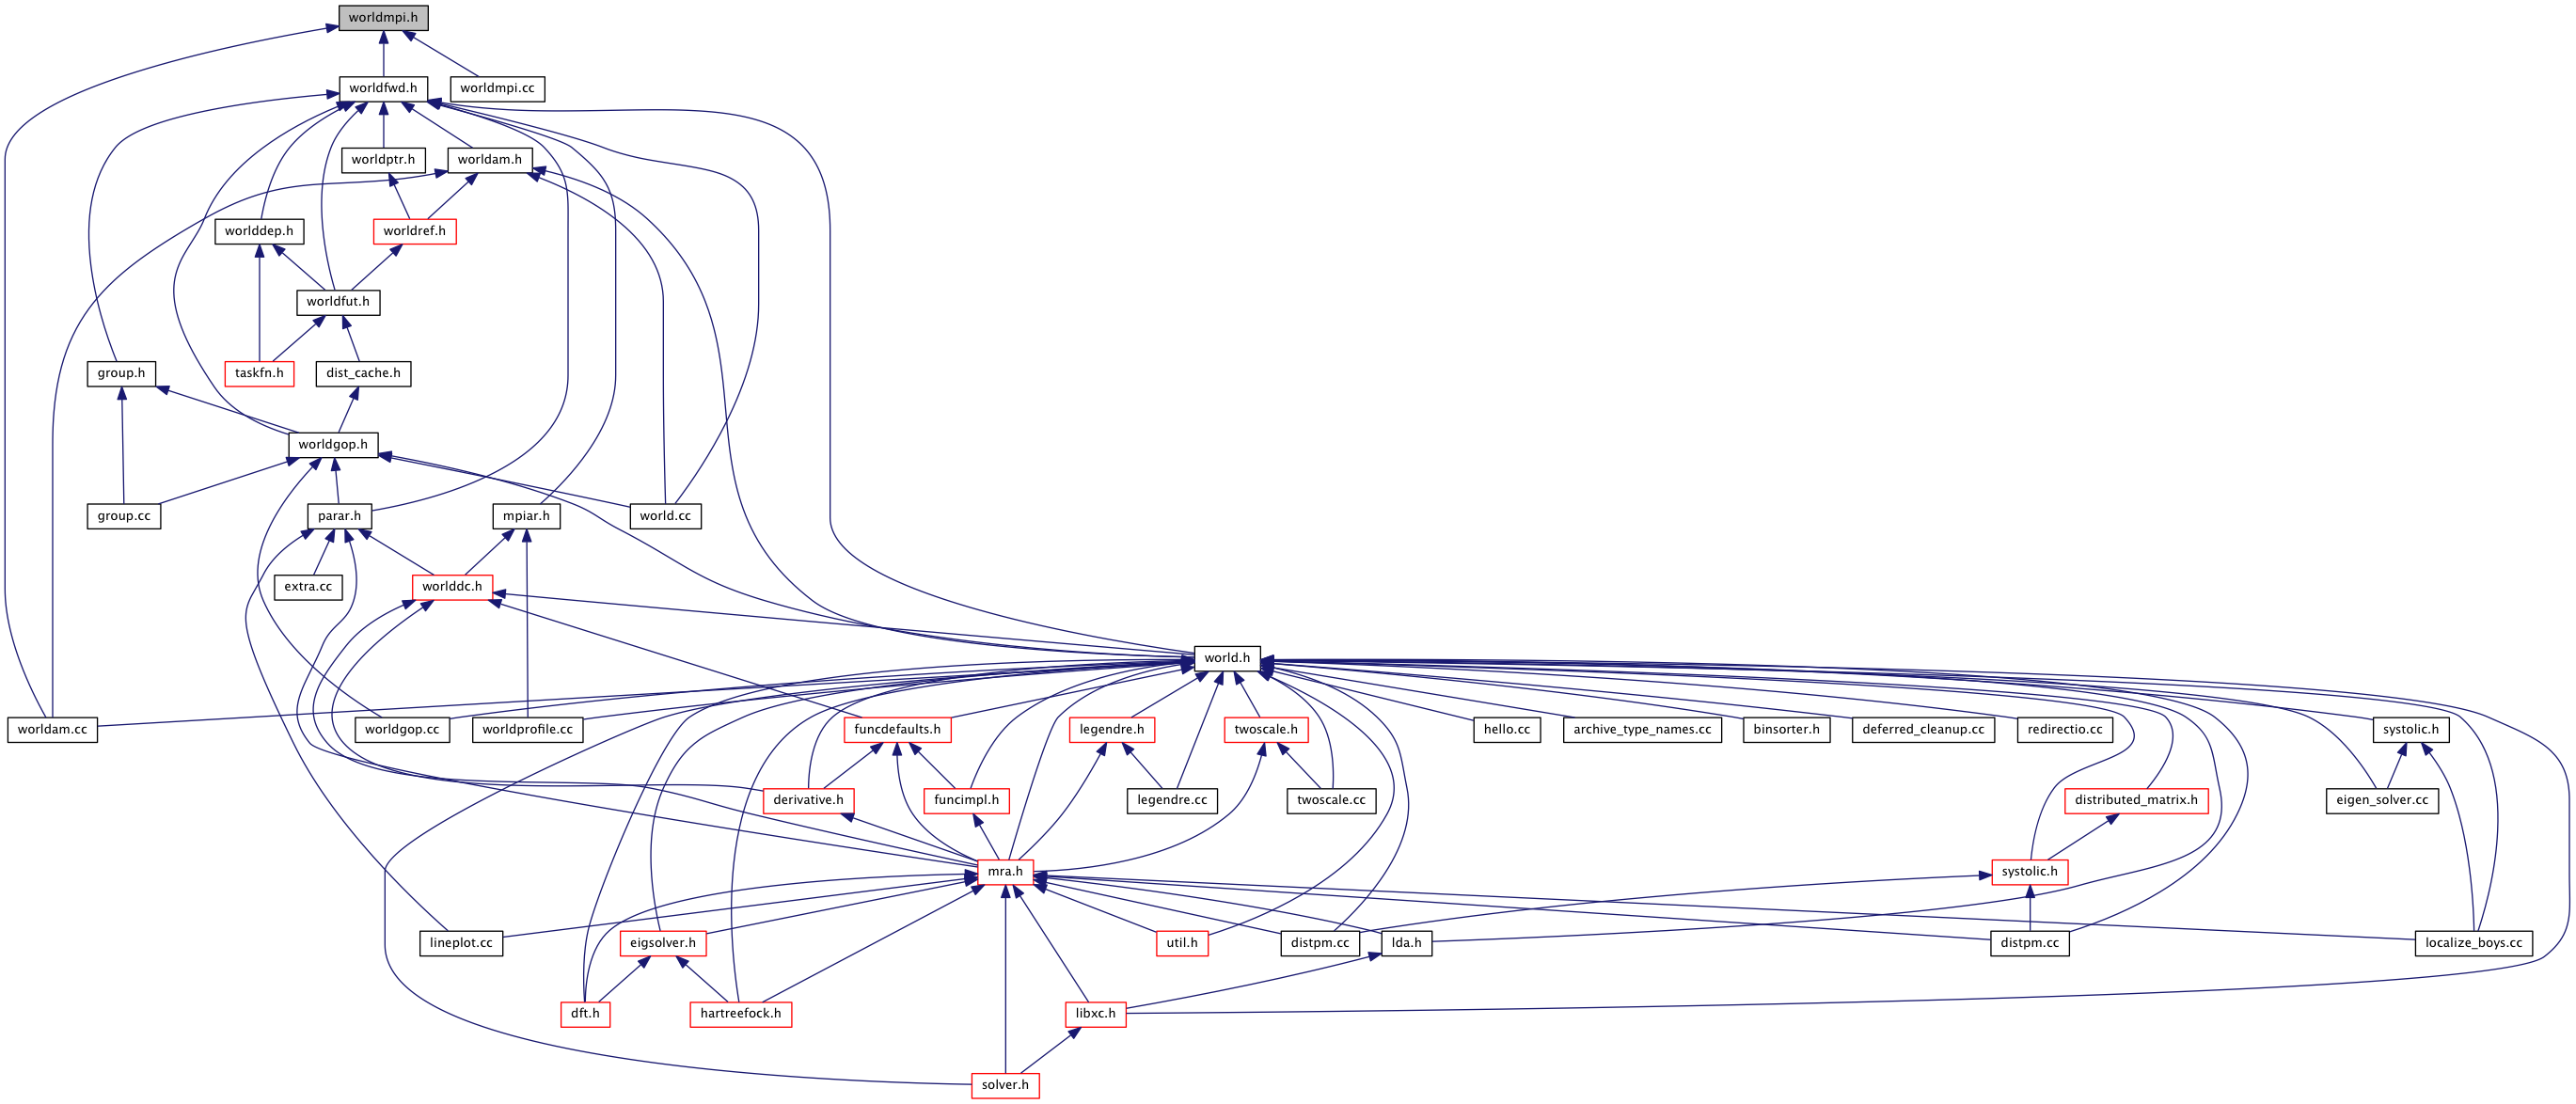 worldmpi.h
worldfwd.h
worldmpi.cc
worldptr.h
worldam.h
worlddep.h
worldref.h
worldfut.h
group.h
taskfn.h
dist_cache.h
worldgop.h
group.cc
parar.h
mpiar.h
world.cc
extra.cc
worlddc.h
world.h
worldam.cc
worldgop.cc
worldprofile.cc
funcdefaults.h
legendre.h
twoscale.h
hello.cc
archive_type_names.cc
binsorter.h
deferred_cleanup.cc
redirectio.cc
systolic.h
derivative.h
funcimpl.h
legendre.cc
twoscale.cc
distributed_matrix.h
eigen_solver.cc
mra.h
systolic.h
lineplot.cc
eigsolver.h
util.h
distpm.cc
lda.h
distpm.cc
localize_boys.cc
dft.h
hartreefock.h
libxc.h
solver.h